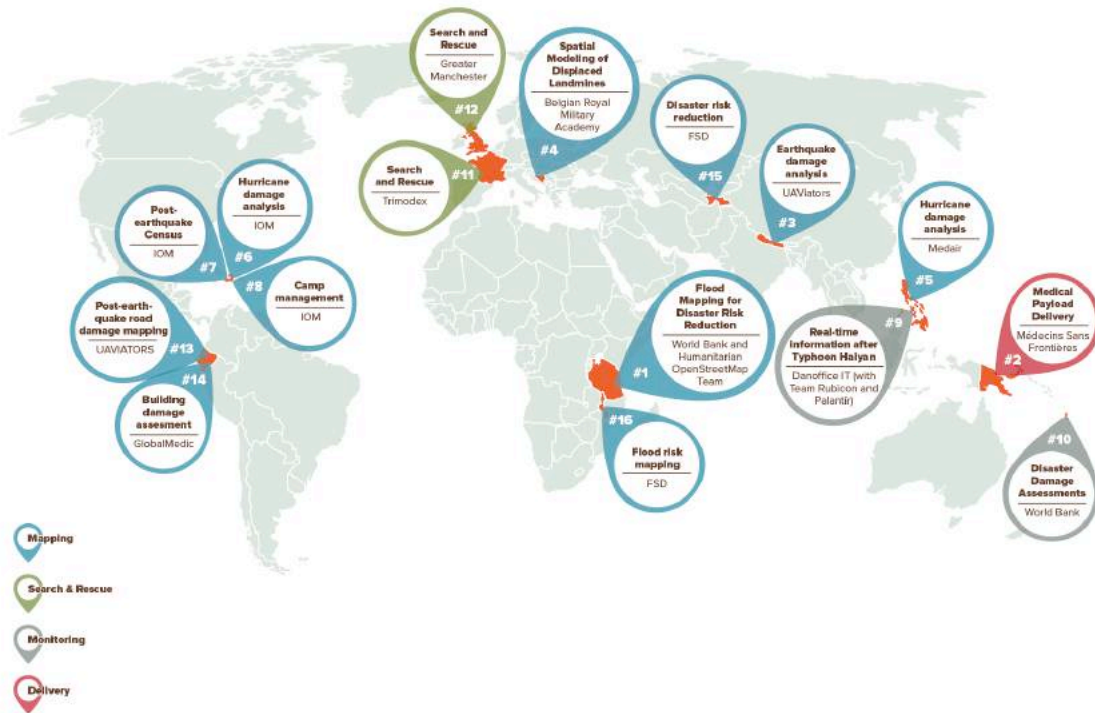 Search and
Rescue
Greater
Manchester
#12
Spatial
Modeling of
Displaced
Landmines
Belgian Royal
Military
Academy
#4
Disaster risk
reduction
FSD
#15
Earthquake
damage
analysis
UAViators
#3
Search
and Rescue
Trimodex
#11
Hurricane
damage
analysis
IOM
#6
Post-
earthquake
Census
IOM
#7
Camp
management
IOM
#8
Hurricane
damage
analysis
Medair
#5
Post-earth-
quake road
damage mapping
UAVIATORS
#13
#14
Building
damage
assesment
GlobalMedic
Flood
Mapping for
Disaster Risk
Reduction
World Bank and
Humanitarian
OpenStreetMap
Team
#1
#16
Flood risk
mapping
FSD
#9
Real-time
information after
Typhoon Haiyan
Danoffice IT (with
Team Rubicon and
Palantir)
Medical
Payload
Delivery
Médecins Sans
Frontières
#2
#10
Disaster
Damage
Assessments
World Bank
Mapping
Search & Rescue
Monitoring
Delivery